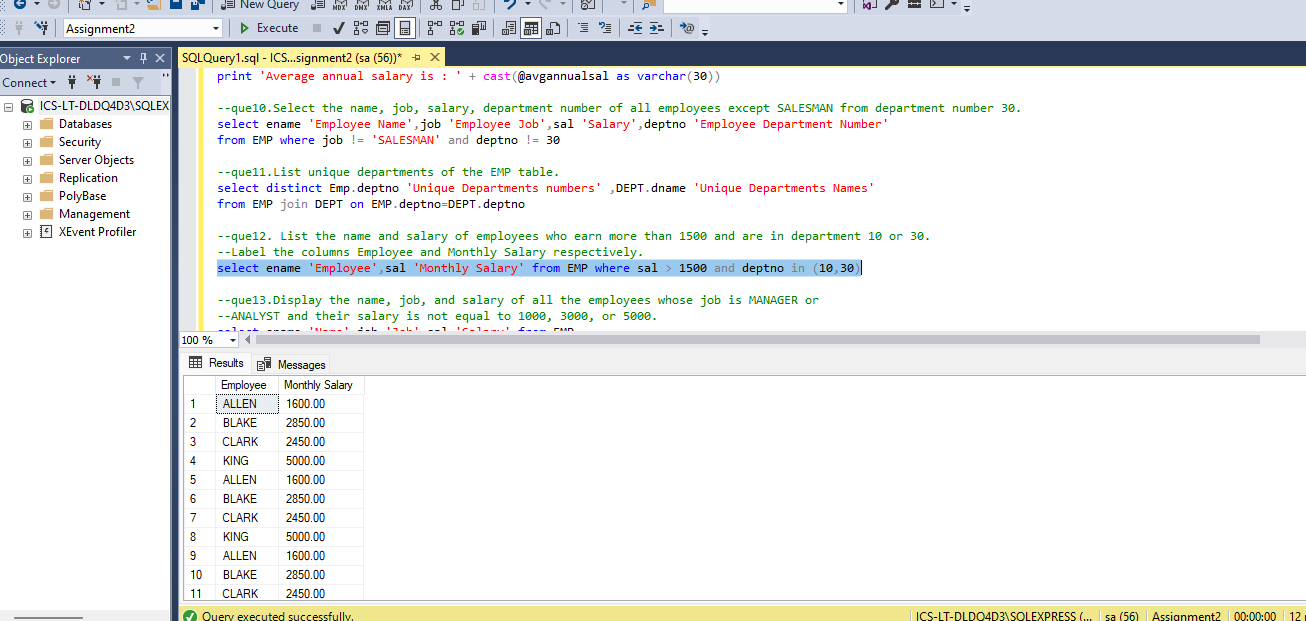 New Query
Assignment2
Execute
Object Explorer
Connect
ICS-LT-DLDQ4D3\SQLEX
Databases
Security
Server Objects
Replication
PolyBase
Management
XEvent Profiler
SQLQuery1.sql - ICS...signment2 (sa (56))*
print 'Average annual salary is : ' + cast(@avgannualsal as varchar(30))
--que10.Select the name, job, salary, department number of all employees except SALESMAN from department number 30.
select ename 'Employee Name',job 'Employee Job',sal 'Salary',deptno 'Employee Department Number'
from EMP where job != 'SALESMAN' and deptno != 30
--que11.List unique departments of the EMP table.
select distinct Emp.deptno 'Unique Departments numbers' ,DEPT.dname 'Unique Departments Names'
from EMP join DEPT on EMP.deptno=DEPT.deptno
--que12. List the name and salary of employees who earn more than 1500 and are in department 10 or 30.
--Label the columns Employee and Monthly Salary respectively.
select ename 'Employee',sal 'Monthly Salary' from EMP where sal > 1500 and deptno in (10,30)
--que13.Display the name, job, and salary of all the employees whose job is MANAGER or
--ANALYST and their salary is not equal to 1000, 3000, or 5000.
select ename 'Name',job 'Job',sal 'Salary' from EMP
100 %
Results Messages
Employee Monthly Salary
1 ALLEN 1600.00
2 BLAKE 2850.00
3 CLARK 2450.00
4 KING 5000.00
5 ALLEN 1600.00
6 BLAKE 2850.00
7 CLARK 2450.00
8 KING 5000.00
9 ALLEN 1600.00
10 BLAKE 2850.00
11 CLARK 2450.00
Query executed successfully.
ICS-LT-DLDQ4D3\SQLEXPRESS (... sa (56) Assignment2 00:00:00 12